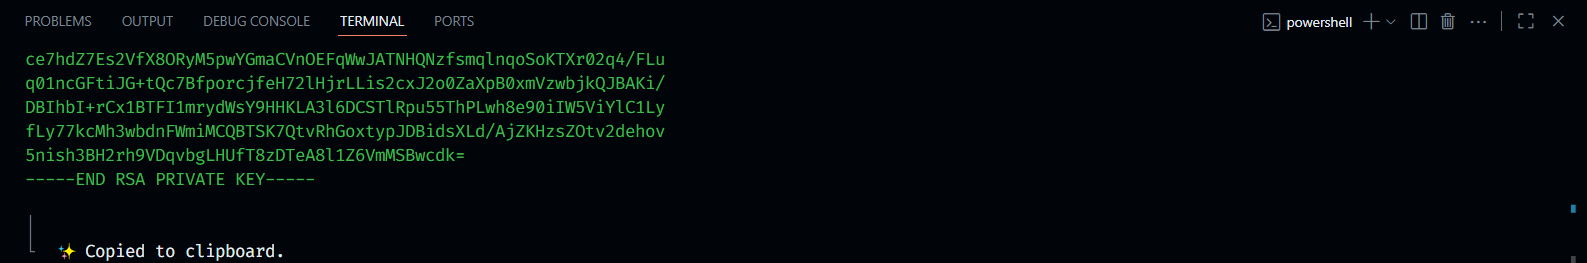 PROBLEMS OUTPUT DEBUG CONSOLE TERMINAL PORTS powershell
ce7hdZ7Es2VfX8ORyM5pwYGmaCVnOEFqWwJATNHQNzfsmqlnqoSoKTXr02q4/FLu
q01ncGFtiJG+tQc7BfporcjfeH72lHjrLLis2cxJ2o0ZaXpB0xmVzwbjkQJBAKi/
DBIhbI+rCx1BTFI1mrydWsY9HHKLA3l6DCSTlRpu55ThPLwh8e90iIW5ViYlC1Ly
fLy77kcMh3wbdnFWmiMCQBTSK7QtvRhGoxtypJDBidsXLd/AjZKHzsZOtv2dehov
5nish3BH2rh9VDqvbgLHUfT8zDTeA8l1Z6VmMSBwcdk=
-----END RSA PRIVATE KEY-----
✨ Copied to clipboard.